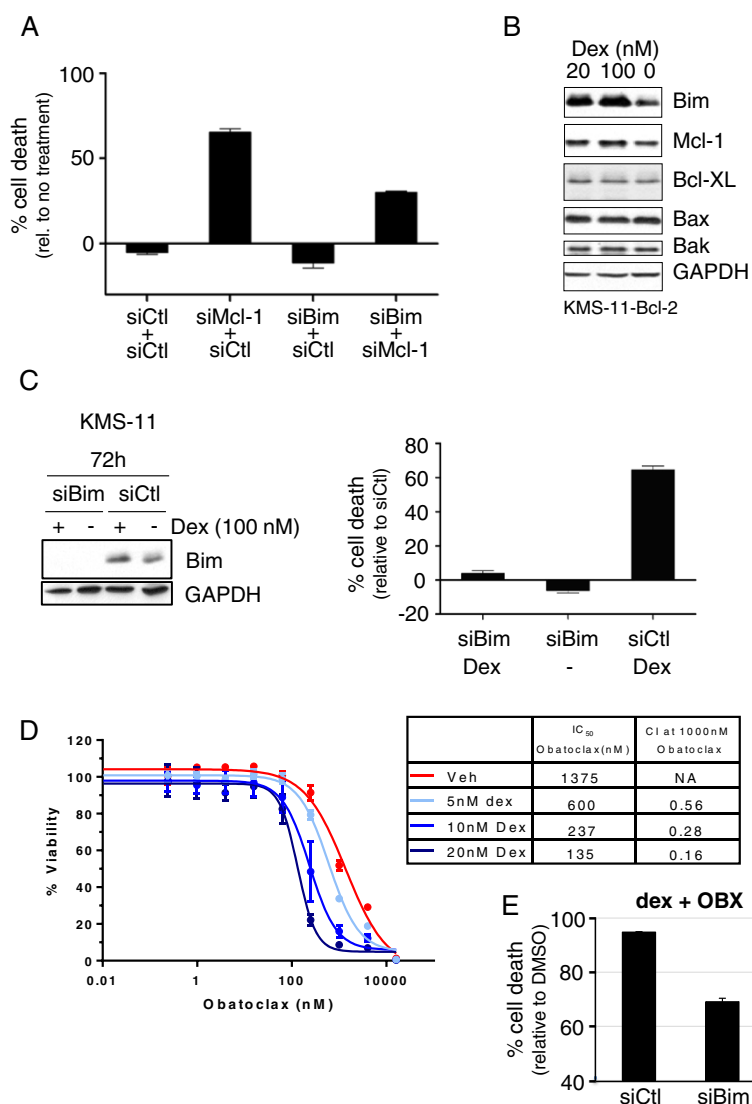 A
100
50
0
% cell death
(rel. to no treatment)
siCtl
+
siCtl
siMcl-1
+
siCtl
siBim
+
siCtl
siBim
+
siMcl-1
B
Dex (nM)
20 100 0
Bim
Mcl-1
Bcl-XL
Bax
Bak
GAPDH
KMS-11-Bcl-2
C
KMS-11
72h
siBim siCtl
+ - + - Dex (100 nM)
Bim
GAPDH
80
60
40
20
0
-20
% cell death
(relative to siCtl)
siBim
Dex
siBim
-
siCtl
Dex
D
120
100
80
60
40
20
0
% Viability
0.01 1 100 10000
Obatoclax (nM)
IC50 Obatoclax(nM) CI at 1000nM Obatoclax
Veh 1375 NA
5nM dex 600 0.56
10nM Dex 237 0.28
20nM Dex 135 0.16
E
dex + OBX
100
80
60
40
% cell death
(relative to DMSO)
siCtl siBim